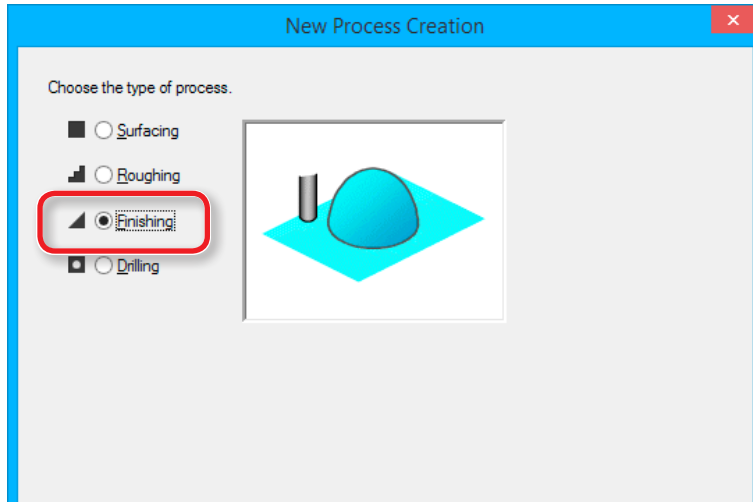 New Process Creation
Choose the type of process.
Surfacing
Roughing
Finishing
Drilling